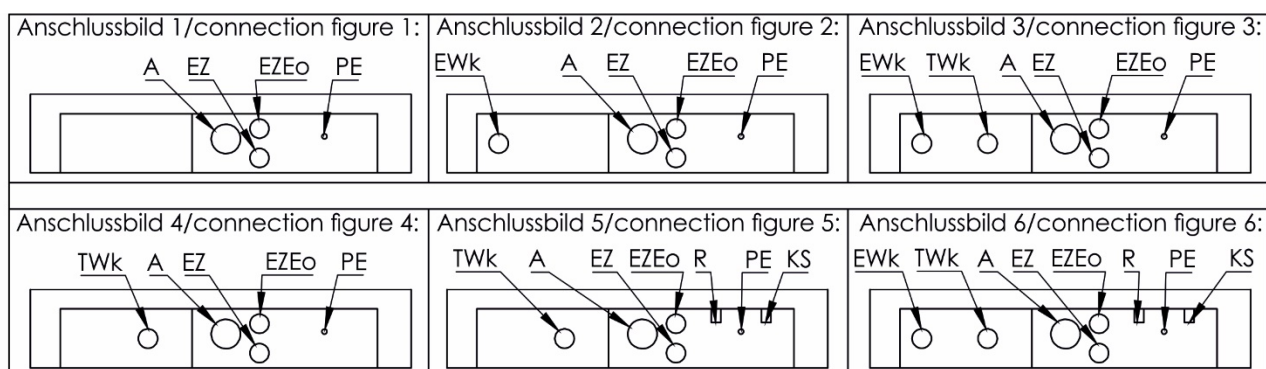 Anschlussbild 1/connection figure 1:
A EZ EZEo PE
Anschlussbild 2/connection figure 2:
EWk A EZ EZEo PE
Anschlussbild 3/connection figure 3:
EWk TWk A EZ EZEo PE
Anschlussbild 4/connection figure 4:
TWk A EZ EZEo PE
Anschlussbild 5/connection figure 5:
TWk A EZ EZEo R PE KS
Anschlussbild 6/connection figure 6:
EWk TWk A EZ EZEo R PE KS